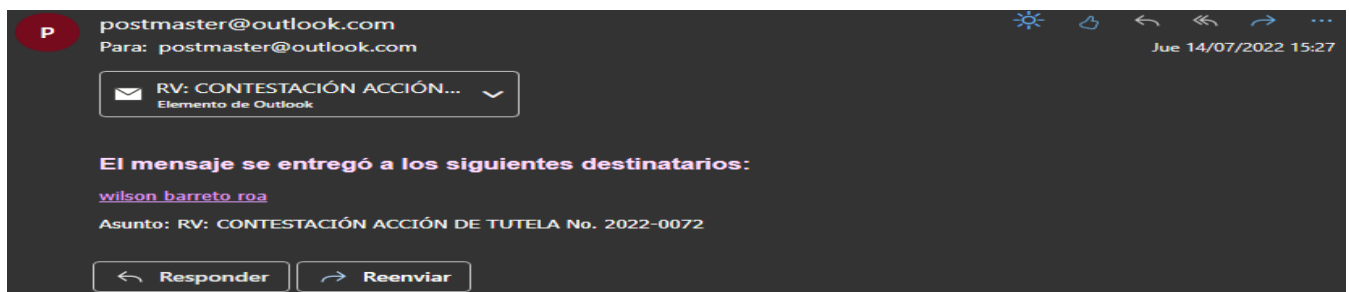 P
postmaster@outlook.com
Para: postmaster@outlook.com
Jue 14/07/2022 15:27
RV: CONTESTACIÓN ACCIÓN...
Elemento de Outlook
El mensaje se entregó a los siguientes destinatarios:
wilson barreto roa
Asunto: RV: CONTESTACIÓN ACCIÓN DE TUTELA No. 2022-0072
Responder
Reenviar